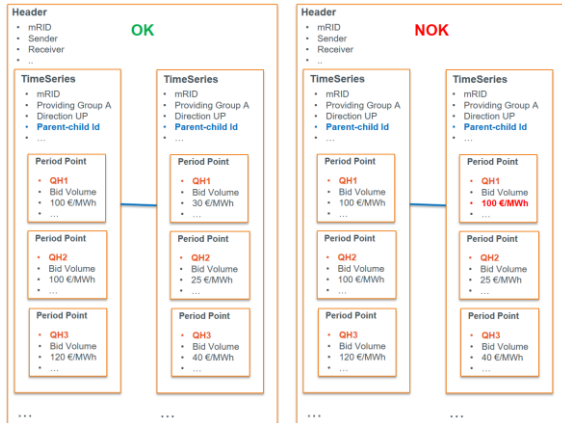 Header
OK
• mRID
• Sender
• Receiver
• ..
TimeSeries
• mRID
• Providing Group A
• Direction UP
• Parent-child Id
• …
Period Point
• QH1
• Bid Volume
• 100 €/MWh
• …
Period Point
• QH2
• Bid Volume
• 100 €/MWh
• …
Period Point
• QH3
• Bid Volume
• 120 €/MWh
• …
…
TimeSeries
• mRID
• Providing Group A
• Direction UP
• Parent-child Id
• …
Period Point
• QH1
• Bid Volume
• 30 €/MWh
• …
Period Point
• QH2
• Bid Volume
• 25 €/MWh
• …
Period Point
• QH3
• Bid Volume
• 40 €/MWh
• …
…
Header
NOK
• mRID
• Sender
• Receiver
• ..
TimeSeries
• mRID
• Providing Group A
• Direction UP
• Parent-child Id
• …
Period Point
• QH1
• Bid Volume
• 100 €/MWh
• …
Period Point
• QH2
• Bid Volume
• 100 €/MWh
• …
Period Point
• QH3
• Bid Volume
• 120 €/MWh
• …
…
TimeSeries
• mRID
• Providing Group A
• Direction UP
• Parent-child Id
• …
Period Point
• QH1
• Bid Volume
• 100 €/MWh
• …
Period Point
• QH2
• Bid Volume
• 25 €/MWh
• …
Period Point
• QH3
• Bid Volume
• 40 €/MWh
• …
…